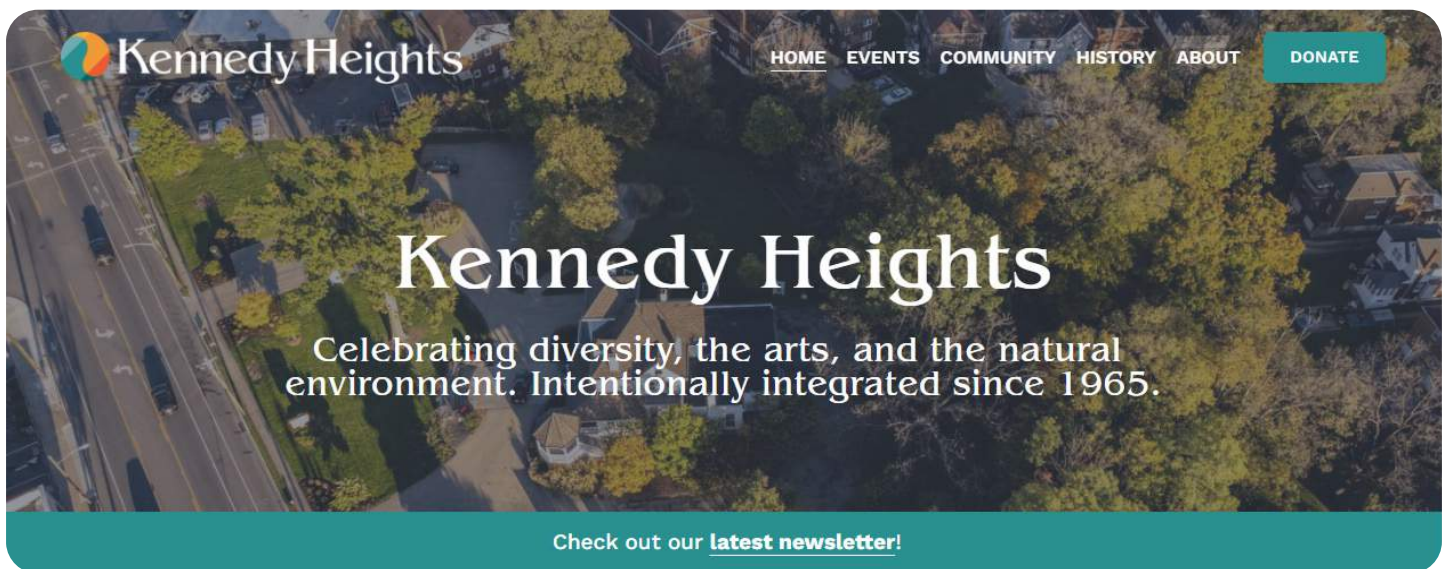 Kennedy Heights
HOME EVENTS COMMUNITY HISTORY ABOUT DONATE
Kennedy Heights
Celebrating diversity, the arts, and the natural
environment. Intentionally integrated since 1965.
Check out our latest newsletter!